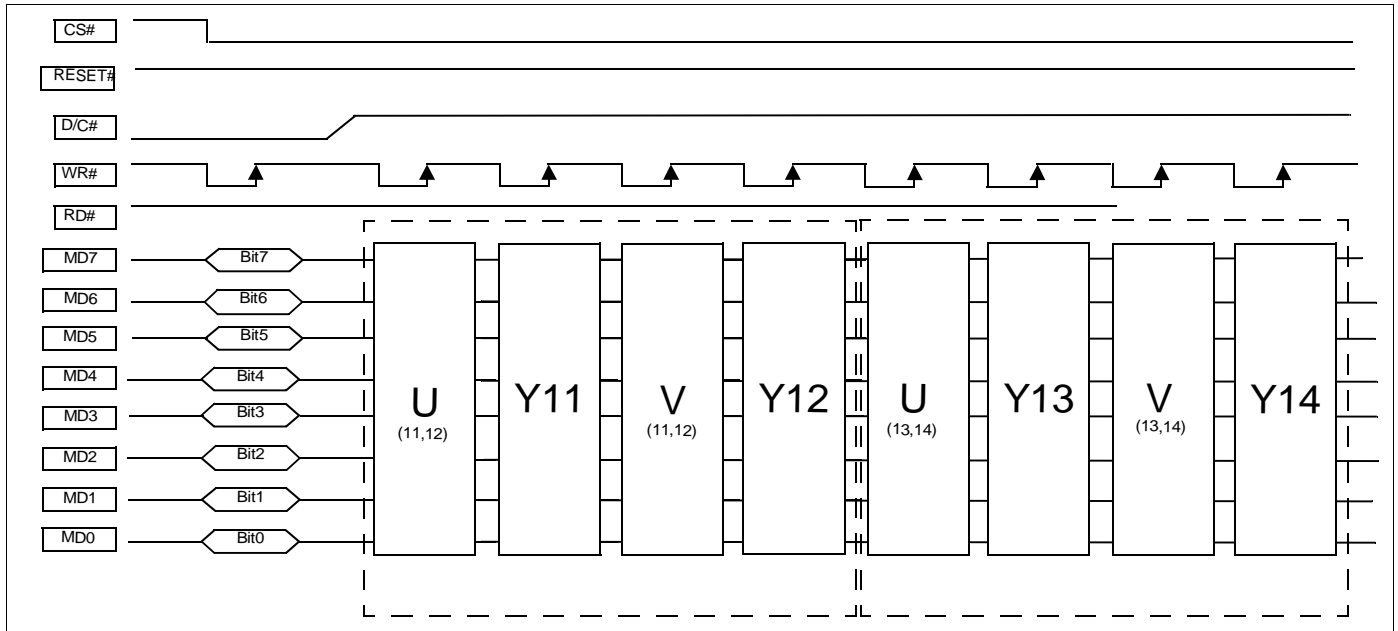 CS#
RESET#
D/C#
WR#
RD#
MD7 Bit7
MD6 Bit6
MD5 Bit5
MD4 Bit4
MD3 Bit3
MD2 Bit2
MD1 Bit1
MD0 Bit0
U Y11 V Y12 U Y13 V Y14
(11,12) (11,12) (13,14) (13,14)